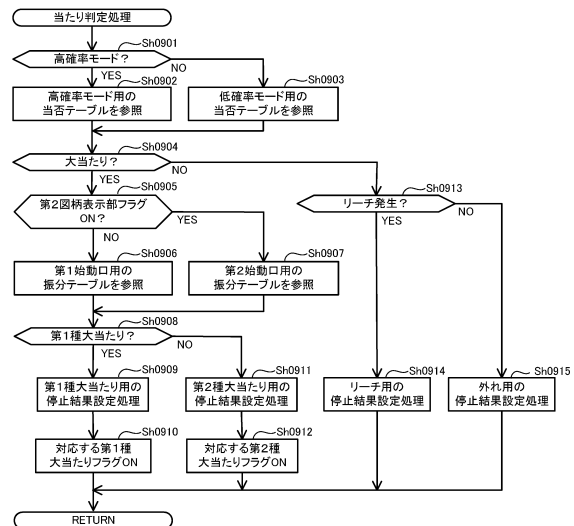 当たり判定処理
Sh0901
高確率モード?
YES
NO
Sh0902
高確率モード用の
当否テーブルを参照
Sh0903
低確率モード用の
当否テーブルを参照
Sh0904
大当たり?
YES
NO
Sh0905
第2図柄表示部フラグ
ON?
YES
NO
Sh0906
第1始動口用の
振分テーブルを参照
Sh0907
第2始動口用の
振分テーブルを参照
Sh0908
第1種大当たり?
YES
NO
Sh0909
第1種大当たり用の
停止結果設定処理
Sh0910
対応する第1種
大当たりフラグON
Sh0911
第2種大当たり用の
停止結果設定処理
Sh0912
対応する第2種
大当たりフラグON
Sh0913
リーチ発生?
YES
NO
Sh0914
リーチ用の
停止結果設定処理
Sh0915
外れ用の
停止結果設定処理
RETURN